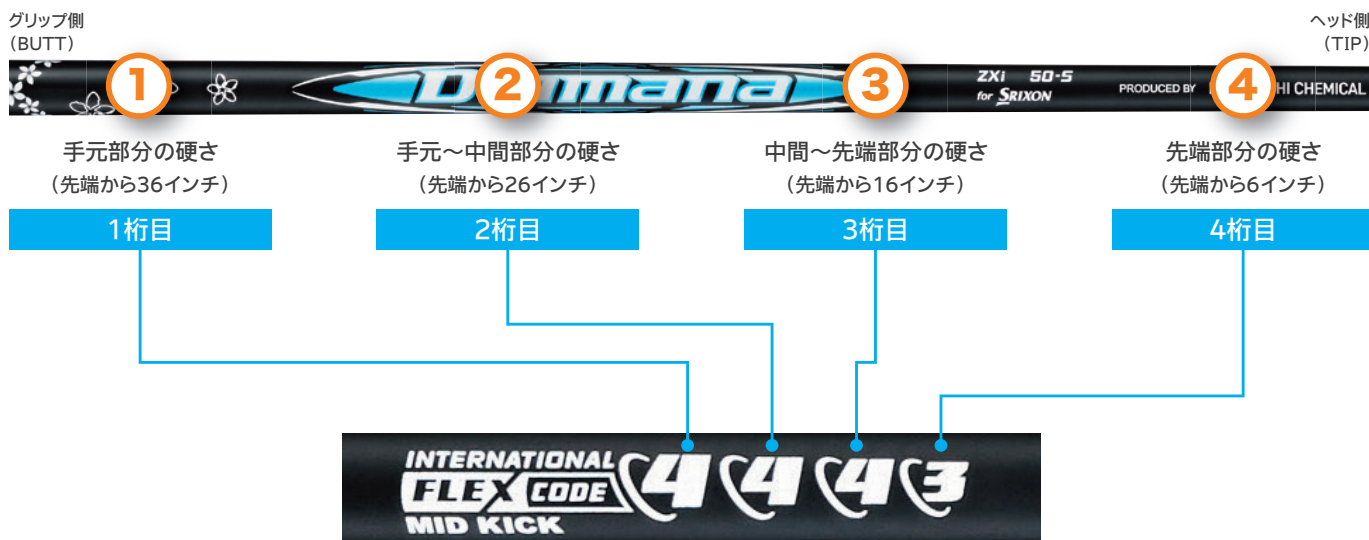 グリップ側
（BUTT）
ヘッド側
（TIP）
1
2
3
4
ZXi 50-S
for SRIXON
PRODUCED BY
HI CHEMICAL
手元部分の硬さ
（先端から36インチ）
手元～中間部分の硬さ
（先端から26インチ）
中間～先端部分の硬さ
（先端から16インチ）
先端部分の硬さ
（先端から6インチ）
1桁目
2桁目
3桁目
4桁目
INTERNATIONAL
FLEX CODE
MID KICK
4 4 4 3